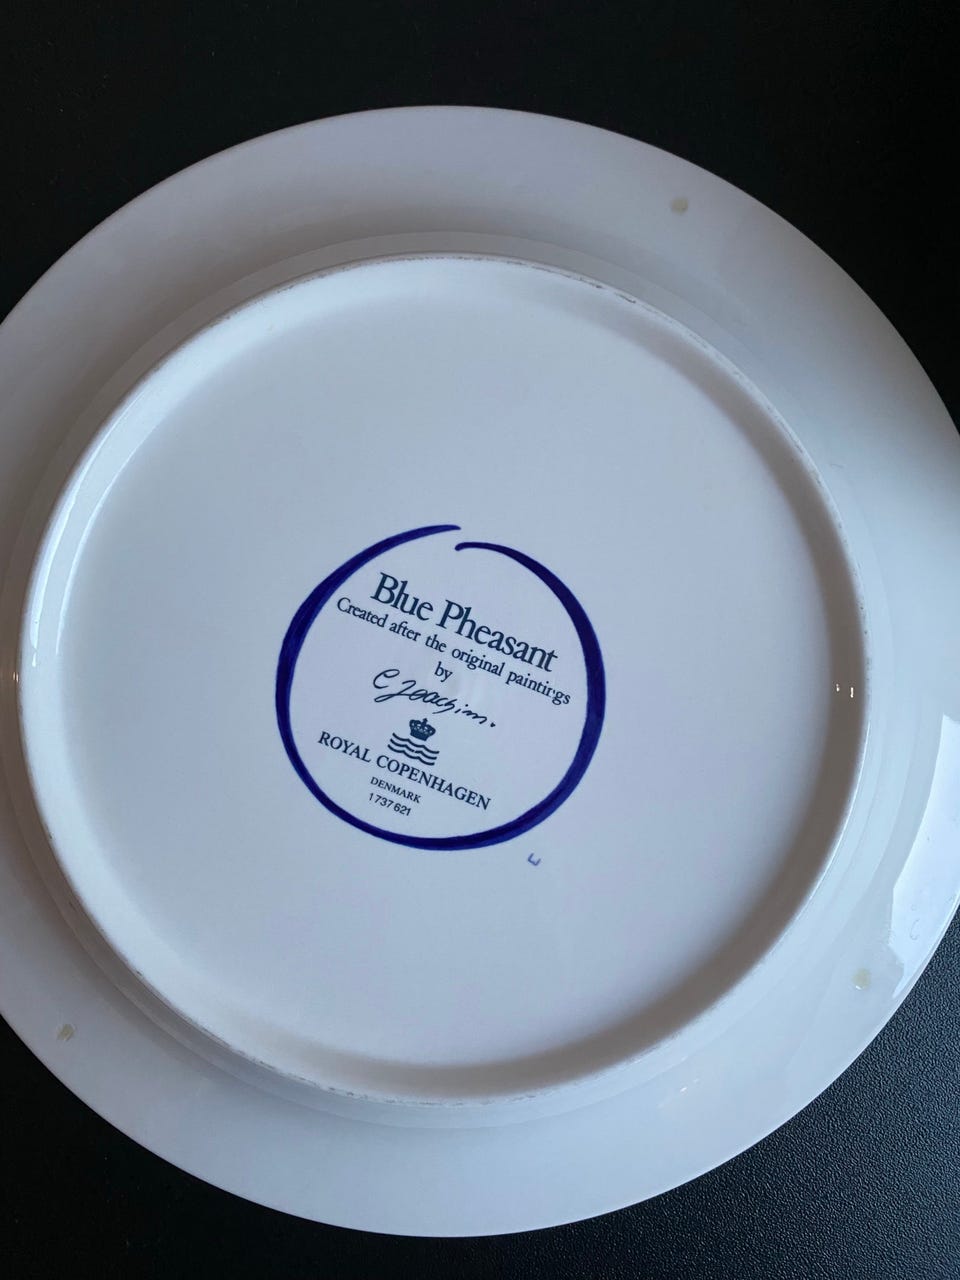 Blue Pheasant
Created after the original paintings
by
C Joachim.
ROYAL COPENHAGEN
DENMARK
1737621